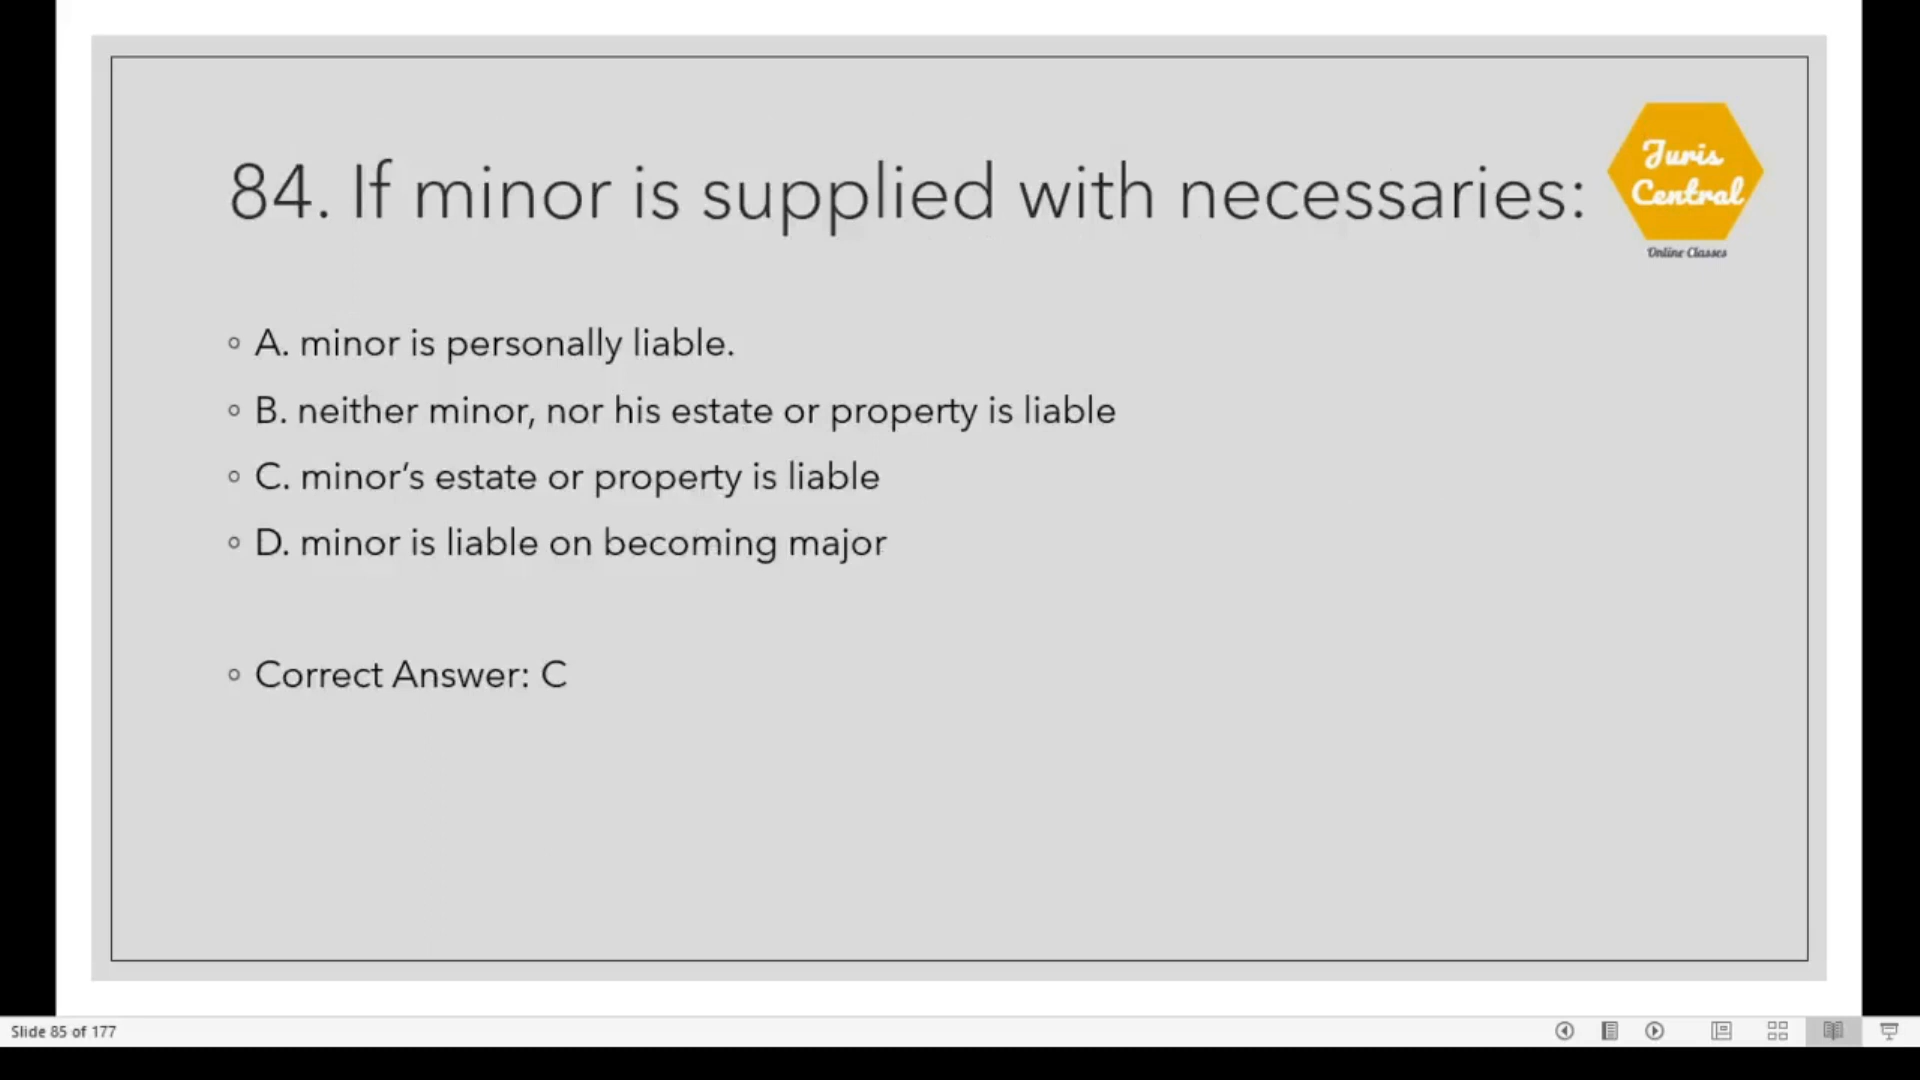 84. If minor is supplied with necessaries:
Juris
Central
Online Classes
A. minor is personally liable.
B. neither minor, nor his estate or property is liable
C. minor’s estate or property is liable
D. minor is liable on becoming major
Correct Answer: C
Slide 85 of 177